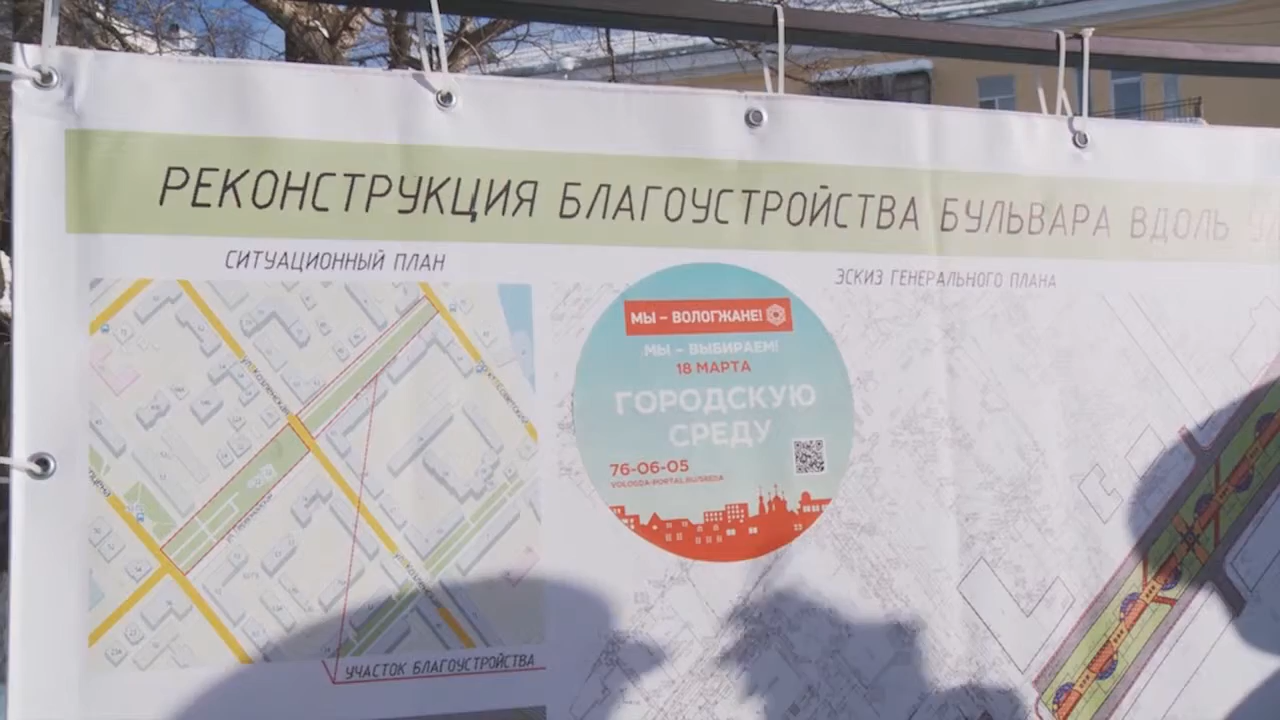 РЕКОНСТРУКЦИЯ БЛАГОУСТРОЙСТВА БУЛЬВАРА ВДОЛЬ
СИТУАЦИОННЫЙ ПЛАН
ЭСКИЗ ГЕНЕРАЛЬНОГО ПЛАНА
МЫ – ВОЛОГЖАНЕ!
МЫ – ВЫБИРАЕМ!
18 МАРТА
ГОРОДСКУЮ
СРЕДУ
76-06-05
VOLOGDA-PORTAL.RU/SREDA
УЧАСТОК БЛАГОУСТРОЙСТВА